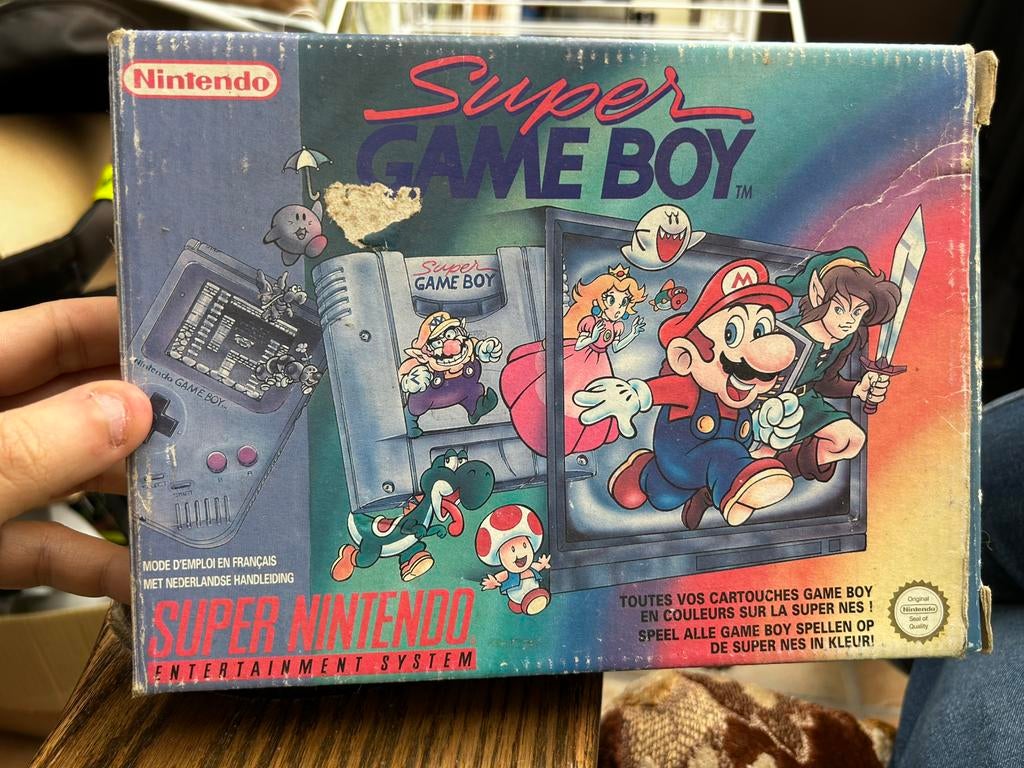 Nintendo
Super
GAME BOY
TM
Super
GAME BOY
M
Nintendo GAME BOY
B
A
SELECT
START
MODE D'EMPLOI EN FRANÇAIS
MET NEDERLANDSE HANDLEIDING
SUPER NINTENDO
ENTERTAINMENT SYSTEM
TOUTES VOS CARTOUCHES GAME BOY
EN COULEURS SUR LA SUPER NES !
SPEEL ALLE GAME BOY SPELLEN OP
DE SUPER NES IN KLEUR!
Original
Nintendo
Seal of
Quality